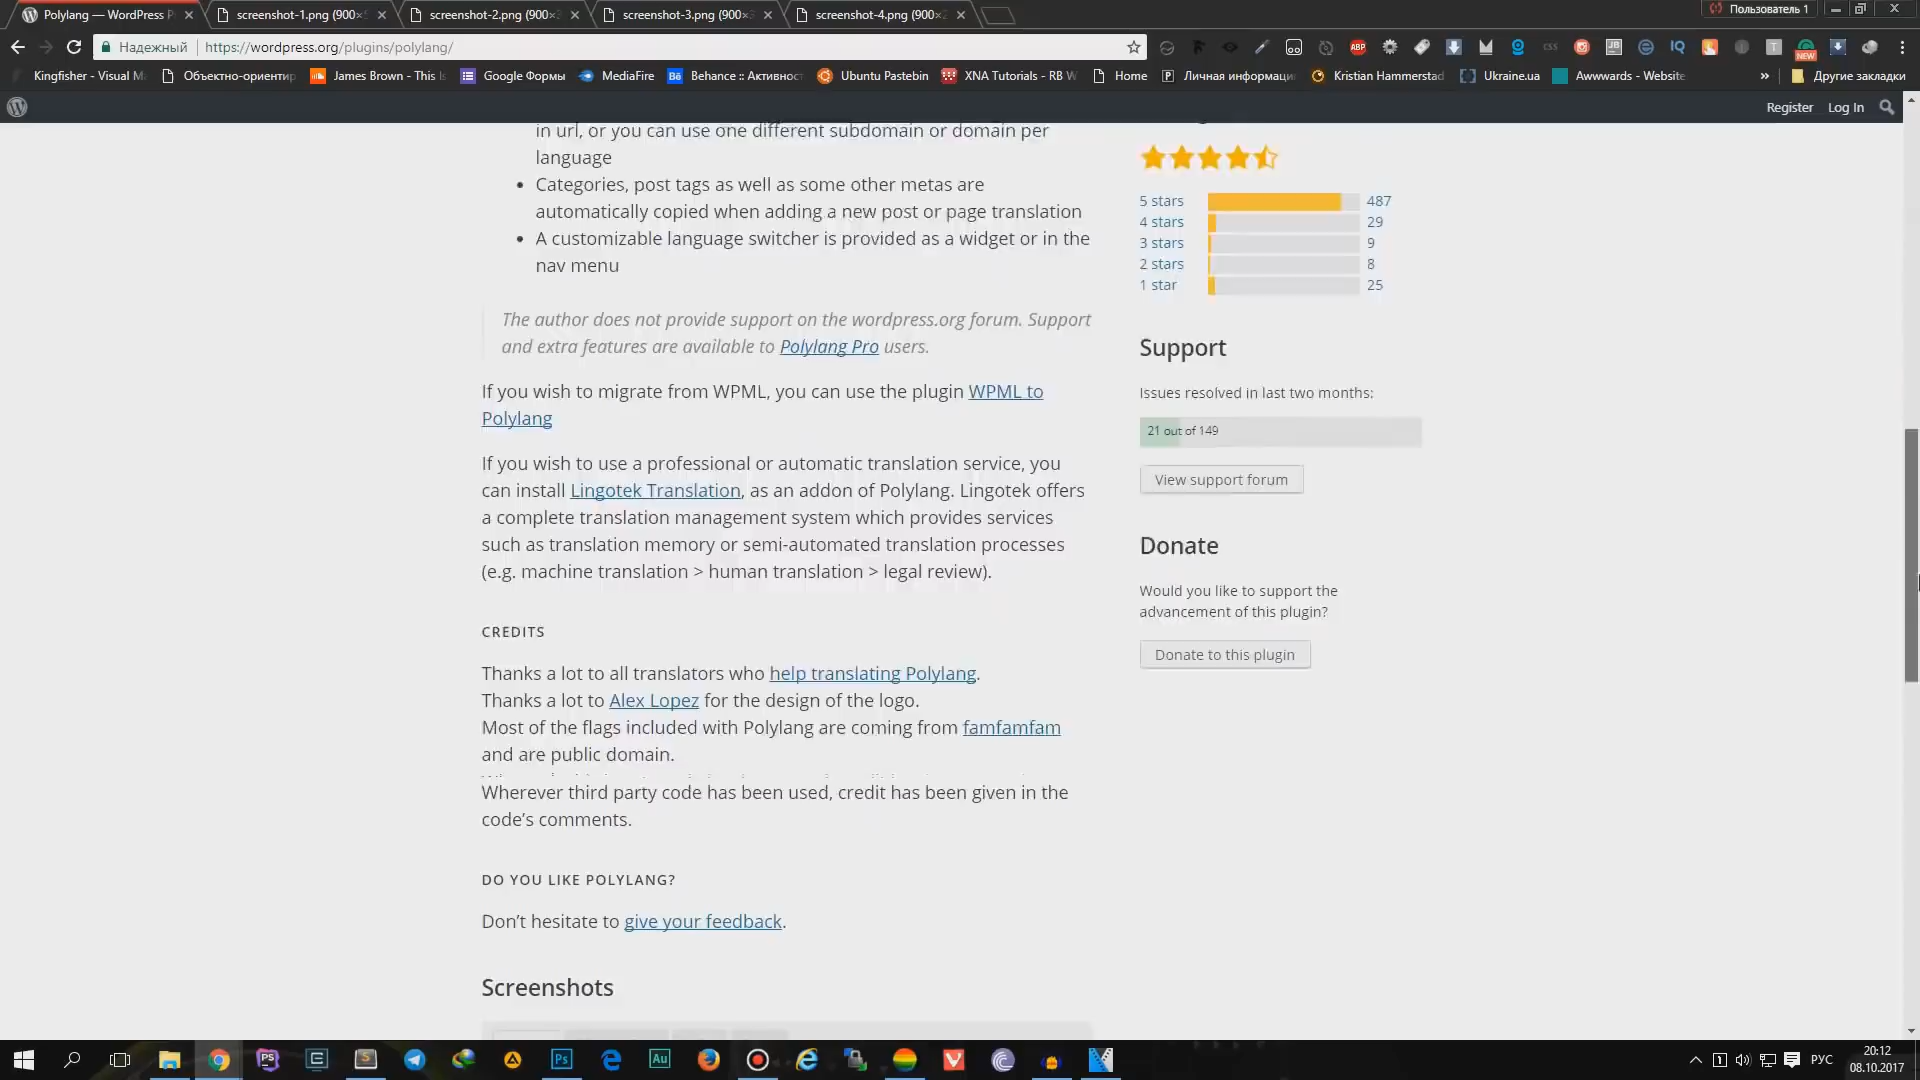 Polylang — WordPress P
screenshot-1.png (900×
screenshot-2.png (900×
screenshot-3.png (900×
screenshot-4.png (900×
Пользователь 1
Надежный
https://wordpress.org/plugins/polylang/
ABP
CSS
IQ
NEW
Kingfisher - Visual M
Объектно-ориентир
James Brown - This Is
Google Формы
MediaFire
Behance :: Активнос
Ubuntu Pastebin
XNA Tutorials - RB W
Home
Личная информаци
Kristian Hammerstad
Ukraine.ua
Awwwards - Website
»
Другие закладки
Register
Log In
in url, or you can use one different subdomain or domain per
language
• Categories, post tags as well as some other metas are
automatically copied when adding a new post or page translation
• A customizable language switcher is provided as a widget or in the
nav menu
The author does not provide support on the wordpress.org forum. Support
and extra features are available to Polylang Pro users.
If you wish to migrate from WPML, you can use the plugin WPML to
Polylang
If you wish to use a professional or automatic translation service, you
can install Lingotek Translation, as an addon of Polylang. Lingotek offers
a complete translation management system which provides services
such as translation memory or semi-automated translation processes
(e.g. machine translation > human translation > legal review).
CREDITS
Thanks a lot to all translators who help translating Polylang.
Thanks a lot to Alex Lopez for the design of the logo.
Most of the flags included with Polylang are coming from famfamfam
and are public domain.
Wherever third party code has been used, credit has been given in the
code’s comments.
DO YOU LIKE POLYLANG?
Don’t hesitate to give your feedback.
Screenshots
5 stars 487
4 stars 29
3 stars 9
2 stars 8
1 star 25
Support
Issues resolved in last two months:
21 out of 149
View support forum
Donate
Would you like to support the
advancement of this plugin?
Donate to this plugin
РУС
20:12
08.10.2017